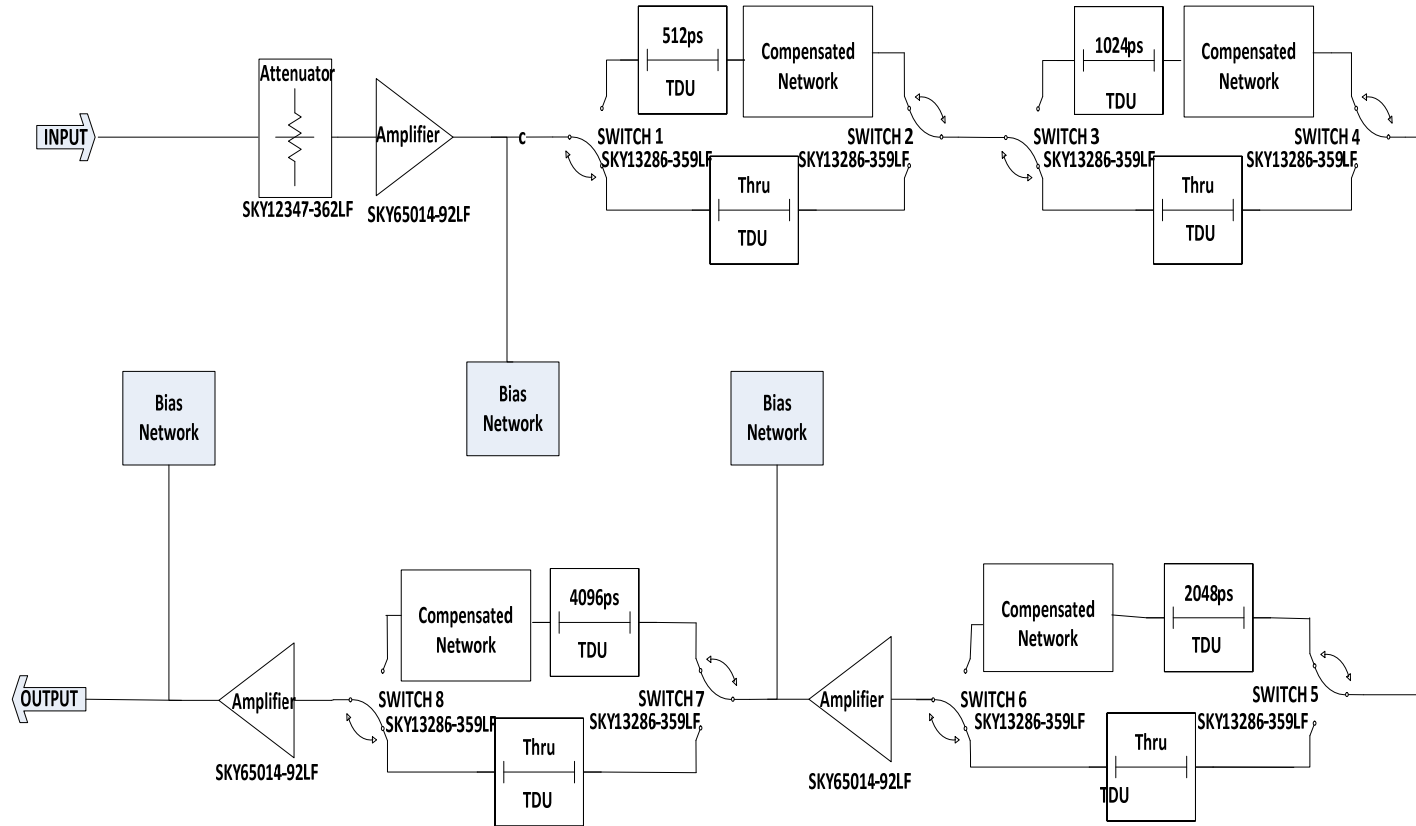 512ps
TDU
Compensated
Network
1024ps
TDU
Compensated
Network
Attenuator
INPUT
Amplifier
c
SWITCH 1
SKY13286-359LF
SWITCH 2
SKY13286-359LF
SWITCH 3
SKY13286-359LF
SWITCH 4
SKY13286-359LF
SKY12347-362LF
SKY65014-92LF
Thru
TDU
Thru
TDU
Bias
Network
Bias
Network
Bias
Network
Compensated
Network
4096ps
TDU
Compensated
Network
2048ps
TDU
OUTPUT
Amplifier
SKY65014-92LF
SWITCH 8
SKY13286-359LF
SWITCH 7
SKY13286-359LF
Amplifier
SKY65014-92LF
SWITCH 6
SKY13286-359LF
SWITCH 5
SKY13286-359LF
Thru
TDU
Thru
TDU